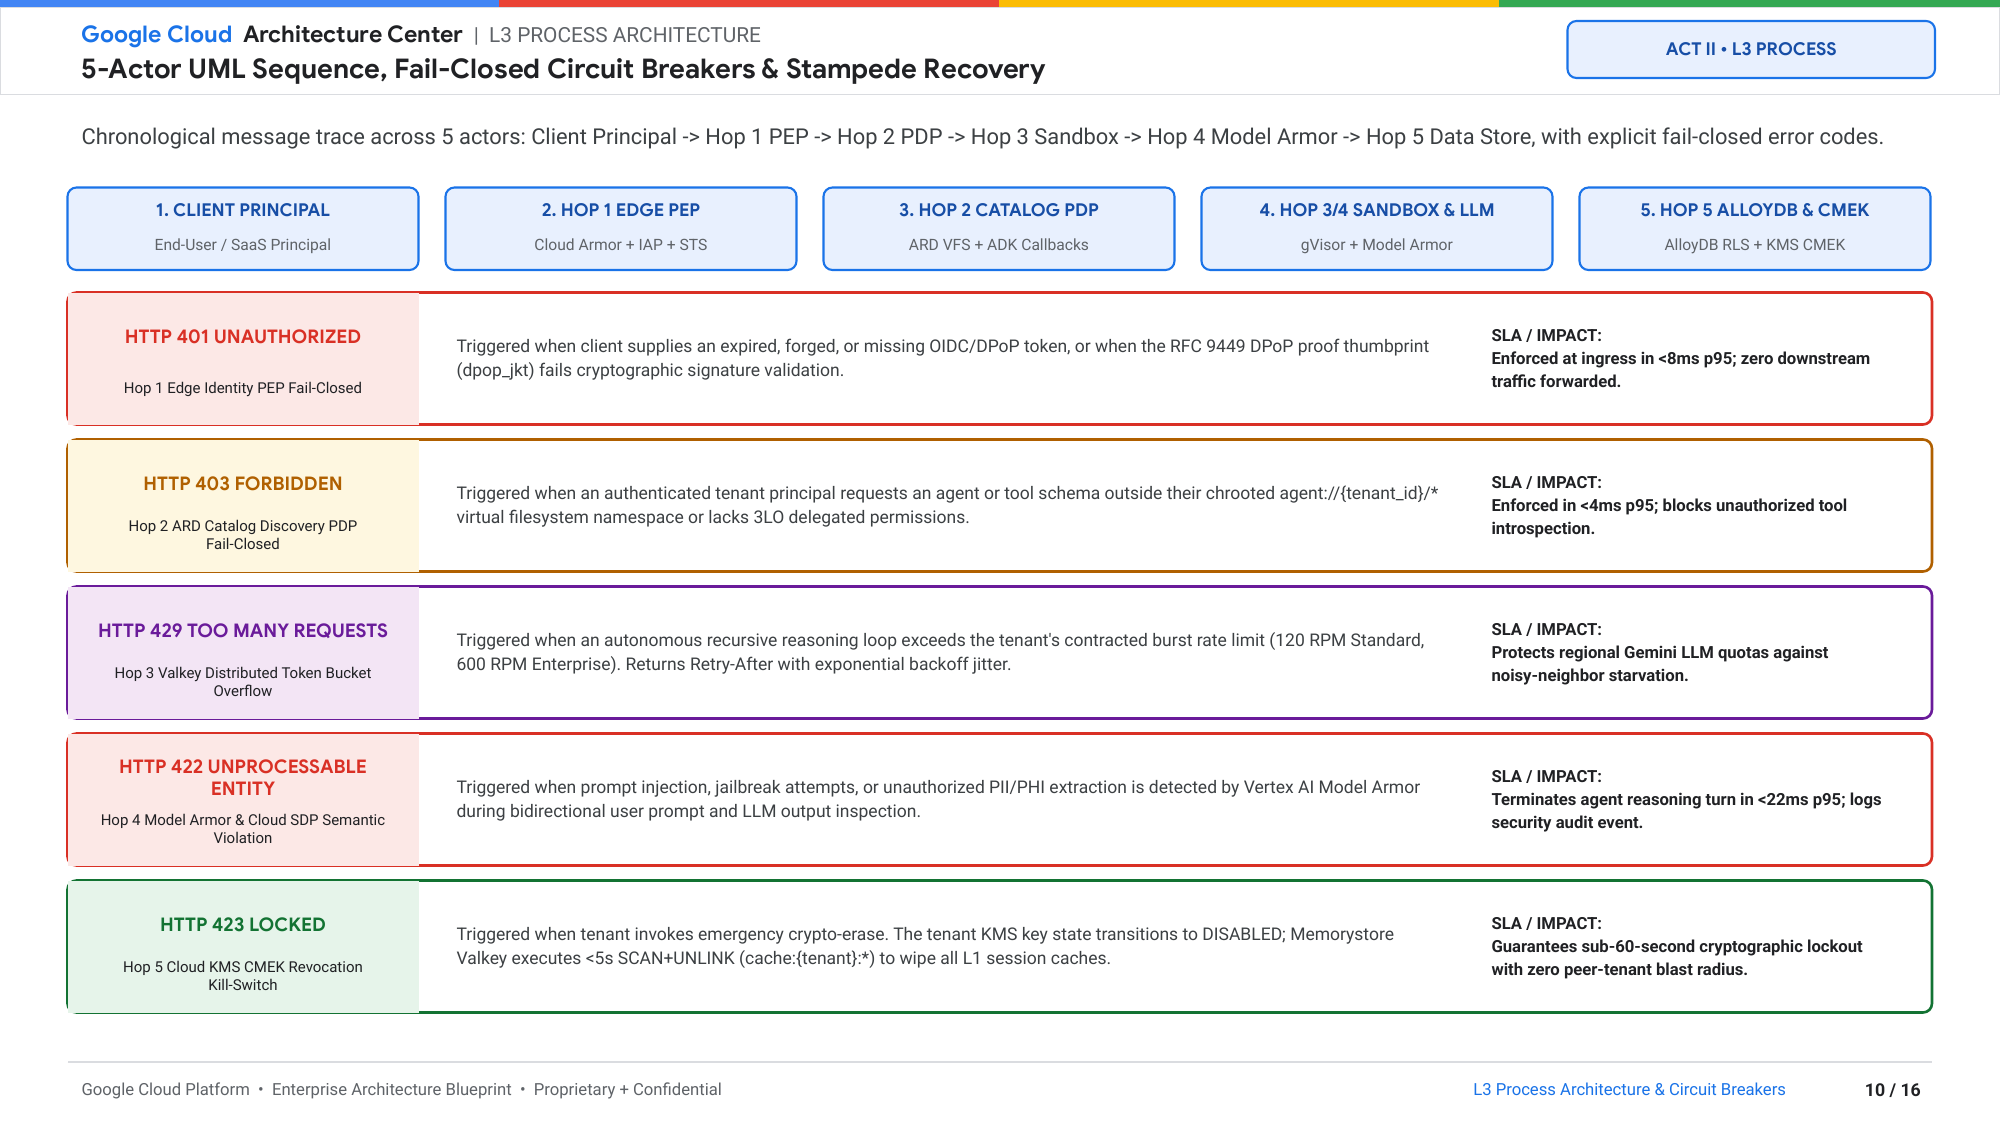 Google Cloud Architecture Center | L3 PROCESS ARCHITECTURE
5-Actor UML Sequence, Fail-Closed Circuit Breakers & Stampede Recovery
ACT II • L3 PROCESS
Chronological message trace across 5 actors: Client Principal -> Hop 1 PEP -> Hop 2 PDP -> Hop 3 Sandbox -> Hop 4 Model Armor -> Hop 5 Data Store, with explicit fail-closed error codes.
1. CLIENT PRINCIPAL
End-User / SaaS Principal
2. HOP 1 EDGE PEP
Cloud Armor + IAP + STS
3. HOP 2 CATALOG PDP
ARD VFS + ADK Callbacks
4. HOP 3/4 SANDBOX & LLM
gVisor + Model Armor
5. HOP 5 ALLOYDB & CMEK
AlloyDB RLS + KMS CMEK
HTTP 401 UNAUTHORIZED
Hop 1 Edge Identity PEP Fail-Closed
Triggered when client supplies an expired, forged, or missing OIDC/DPoP token, or when the RFC 9449 DPoP proof thumbprint
(dpop_jkt) fails cryptographic signature validation.
SLA / IMPACT:
Enforced at ingress in <8ms p95; zero downstream
traffic forwarded.
HTTP 403 FORBIDDEN
Hop 2 ARD Catalog Discovery PDP
Fail-Closed
Triggered when an authenticated tenant principal requests an agent or tool schema outside their chrooted agent://{tenant_id}/*
virtual filesystem namespace or lacks 3LO delegated permissions.
SLA / IMPACT:
Enforced in <4ms p95; blocks unauthorized tool
introspection.
HTTP 429 TOO MANY REQUESTS
Hop 3 Valkey Distributed Token Bucket
Overflow
Triggered when an autonomous recursive reasoning loop exceeds the tenant's contracted burst rate limit (120 RPM Standard,
600 RPM Enterprise). Returns Retry-After with exponential backoff jitter.
SLA / IMPACT:
Protects regional Gemini LLM quotas against
noisy-neighbor starvation.
HTTP 422 UNPROCESSABLE
ENTITY
Hop 4 Model Armor & Cloud SDP Semantic
Violation
Triggered when prompt injection, jailbreak attempts, or unauthorized PII/PHI extraction is detected by Vertex AI Model Armor
during bidirectional user prompt and LLM output inspection.
SLA / IMPACT:
Terminates agent reasoning turn in <22ms p95; logs
security audit event.
HTTP 423 LOCKED
Hop 5 Cloud KMS CMEK Revocation
Kill-Switch
Triggered when tenant invokes emergency crypto-erase. The tenant KMS key state transitions to DISABLED; Memorystore
Valkey executes <5s SCAN+UNLINK (cache:{tenant}:*) to wipe all L1 session caches.
SLA / IMPACT:
Guarantees sub-60-second cryptographic lockout
with zero peer-tenant blast radius.
Google Cloud Platform • Enterprise Architecture Blueprint • Proprietary + Confidential
L3 Process Architecture & Circuit Breakers
10 / 16